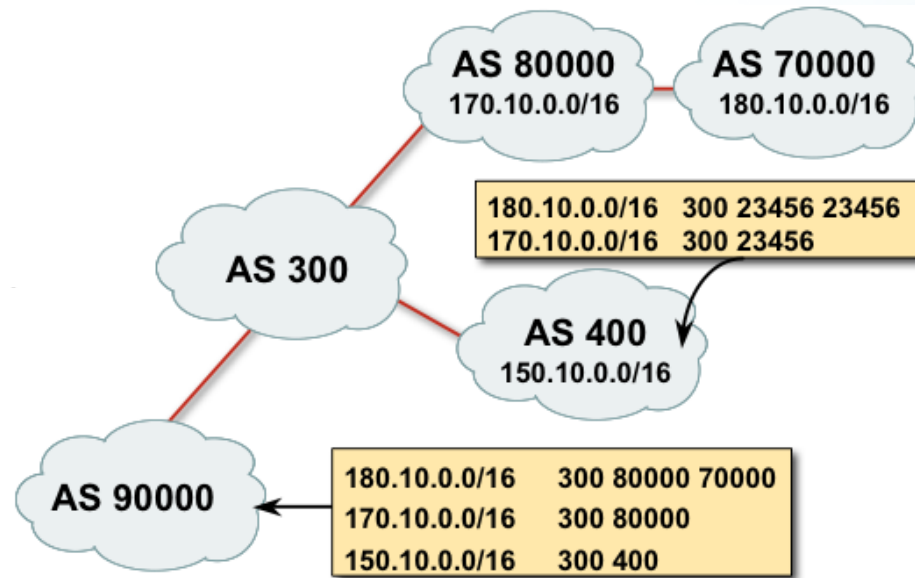 AS 80000
170.10.0.0/16
AS 70000
180.10.0.0/16
180.10.0.0/16 300 23456 23456
170.10.0.0/16 300 23456
AS 300
AS 400
150.10.0.0/16
AS 90000
180.10.0.0/16 300 80000 70000
170.10.0.0/16 300 80000
150.10.0.0/16 300 400